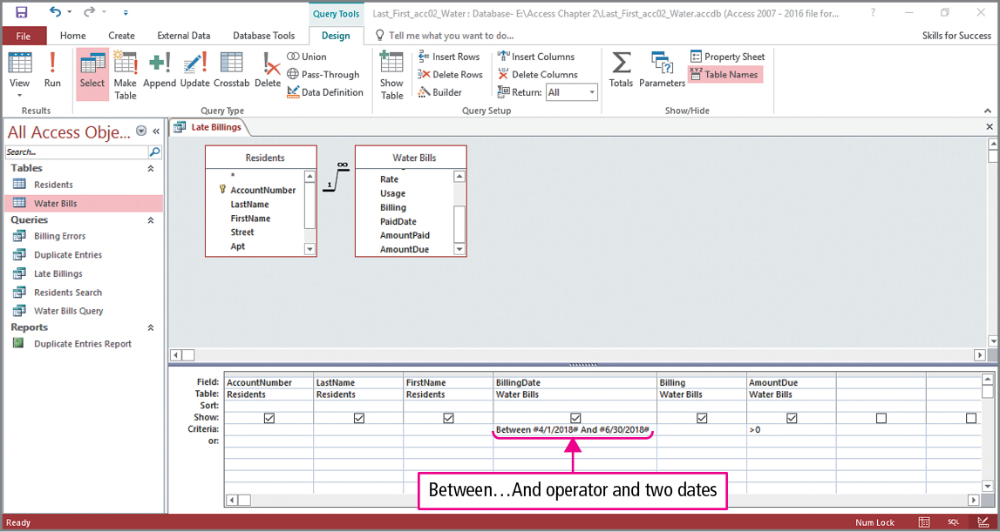 Query Tools
Last_First_acc02_Water : Database- E:\Access Chapter 2\Last_First_acc02_Water.accdb (Access 2007 - 2016 file for...
?
File
Home
Create
External Data
Database Tools
Design
Tell me what you want to do...
Skills for Success
View
Run
Select
Make Table
Append
Update
Crosstab
Delete
Union
Pass-Through
Data Definition
Show Table
Insert Rows
Delete Rows
Builder
Insert Columns
Delete Columns
Return: All
Totals
Parameters
Property Sheet
XYZ Table Names
Results
Query Type
Query Setup
Show/Hide
All Access Obje... «
Search...
Tables
Residents
Water Bills
Queries
Billing Errors
Duplicate Entries
Late Billings
Residents Search
Water Bills Query
Reports
Duplicate Entries Report
Late Billings
Residents
*
AccountNumber
LastName
FirstName
Street
Apt
1 ∞
Water Bills
Rate
Usage
Billing
PaidDate
AmountPaid
AmountDue
Field: AccountNumber LastName FirstName BillingDate Billing AmountDue
Table: Residents Residents Residents Water Bills Water Bills Water Bills
Sort:
Show:
Criteria: Between #4/1/2018# And #6/30/2018# >0
or:
Between…And operator and two dates
Ready
Num Lock
SQL